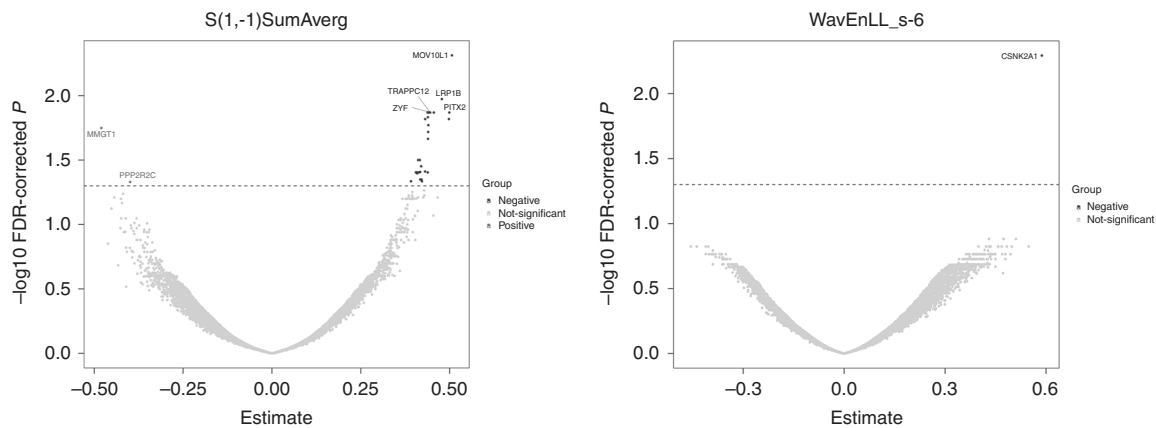 S(1,-1)SumAverg
MOV10L1
TRAPPC12
LRP1B
ZYF
PITX2
MMGT1
PPP2R2C
2.0
1.5
1.0
0.5
0.0
−log10 FDR-corrected P
−0.50
−0.25
0.00
0.25
0.50
Estimate
Group
Negative
Not-significant
Positive
WavEnLL_s-6
CSNK2A1
2.0
1.5
1.0
0.5
0.0
−log10 FDR-corrected P
−0.3
0.0
0.3
0.6
Estimate
Group
Negative
Not-significant